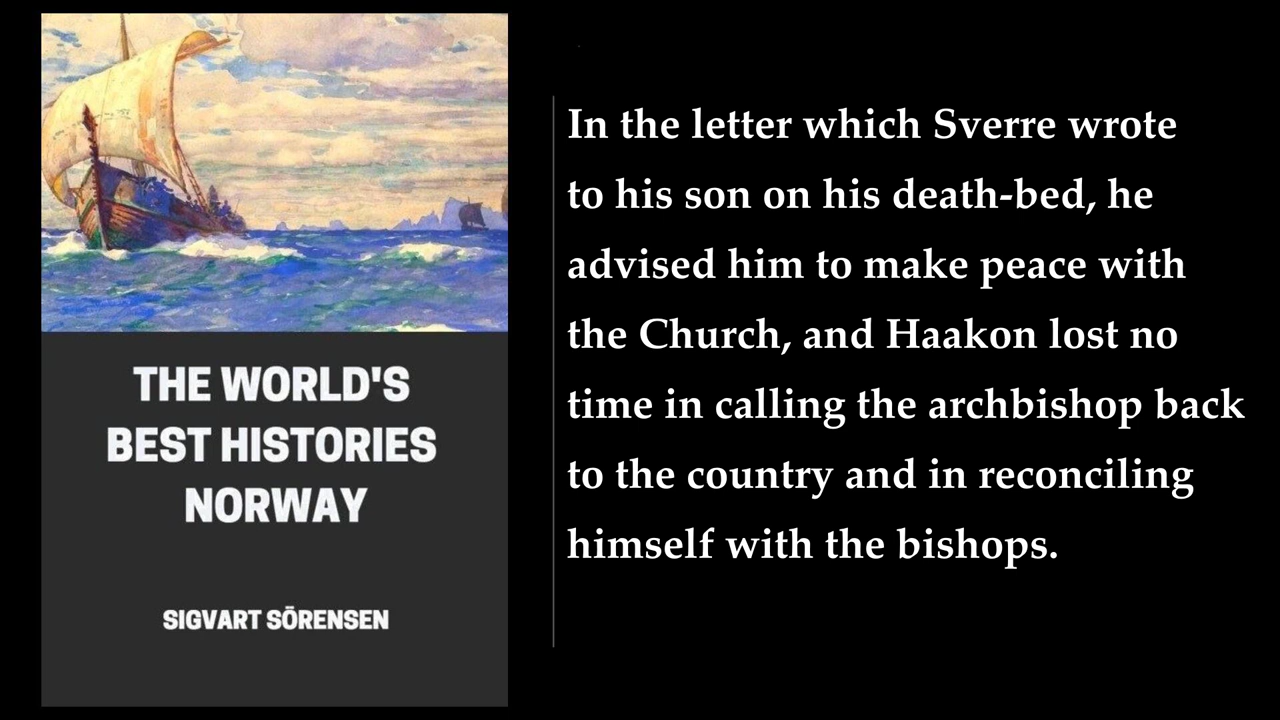 THE WORLD'S
BEST HISTORIES
NORWAY
SIGVART SÖRENSEN
In the letter which Sverre wrote
to his son on his death-bed, he
advised him to make peace with
the Church, and Haakon lost no
time in calling the archbishop back
to the country and in reconciling
himself with the bishops.